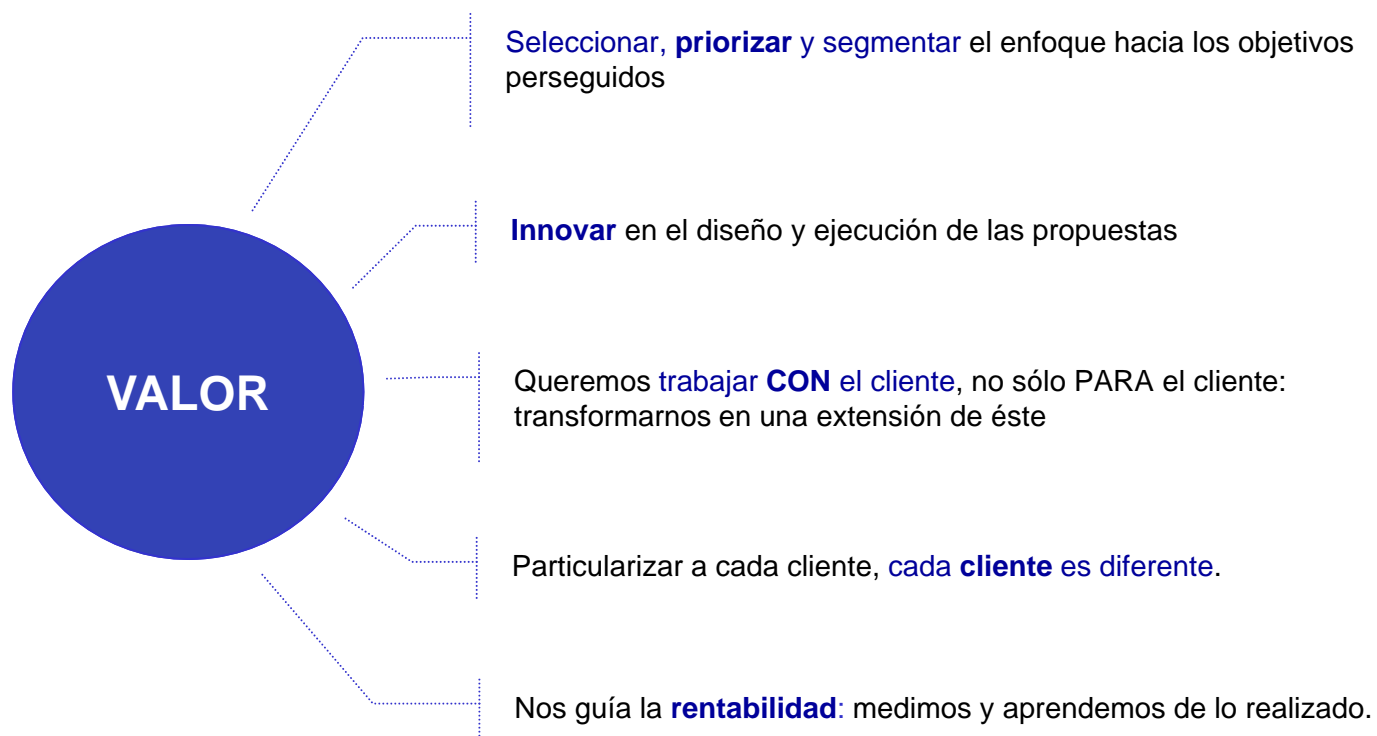 Seleccionar, priorizar y segmentar el enfoque hacia los objetivos
perseguidos
Innovar en el diseño y ejecución de las propuestas
VALOR
Queremos trabajar CON el cliente, no sólo PARA el cliente:
transformarnos en una extensión de éste
Particularizar a cada cliente, cada cliente es diferente.
Nos guía la rentabilidad: medimos y aprendemos de lo realizado.